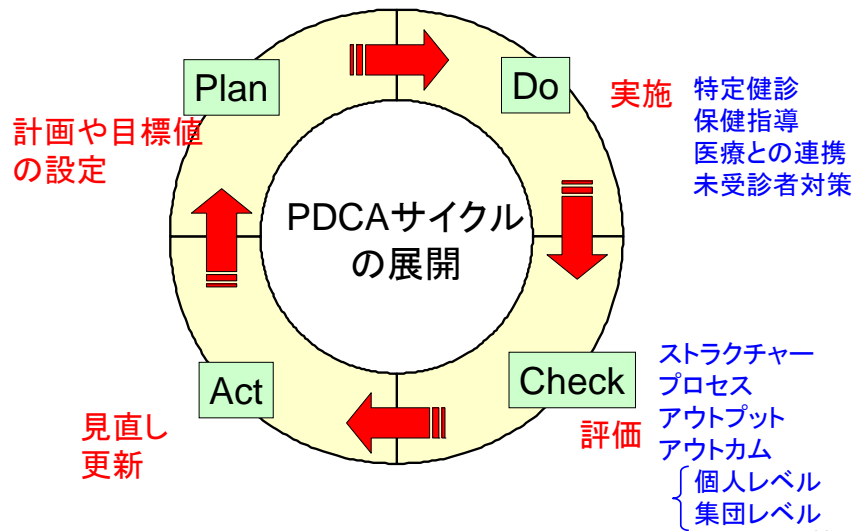 Plan
計画や目標値
の設定
Do
実施
特定健診
保健指導
医療との連携
未受診者対策
PDCAサイクル
の展開
Check
評価
ストラクチャー
プロセス
アウトプット
アウトカム
個人レベル
集団レベル
Act
見直し
更新